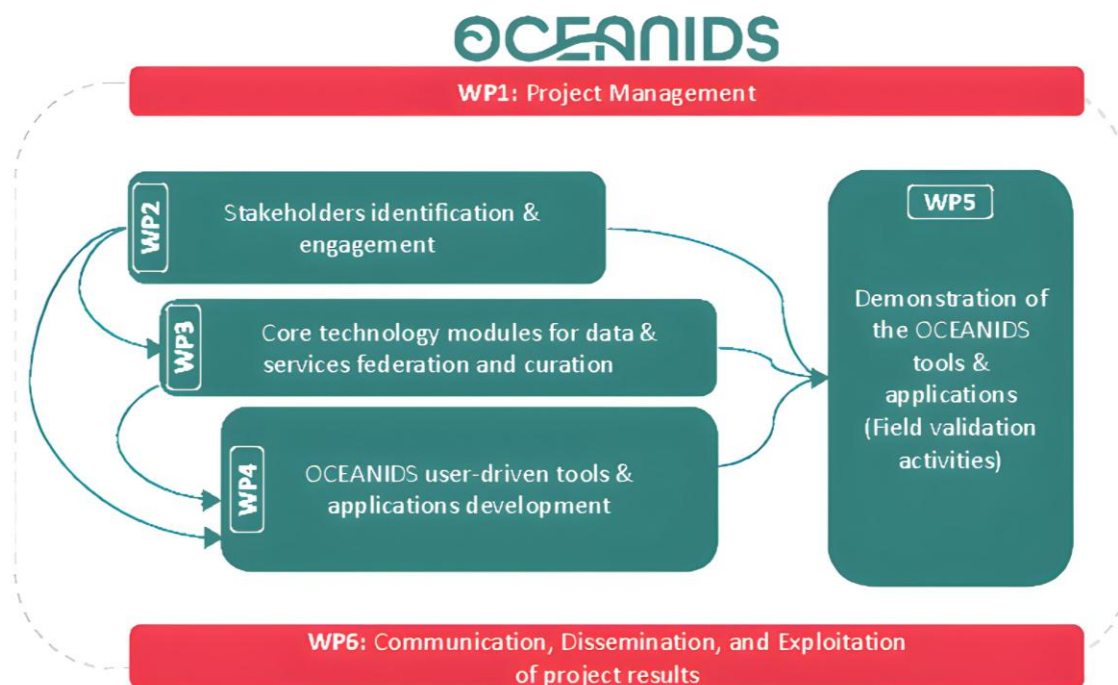 OCEANIDS
WP1: Project Management
WP2
Stakeholders identification &
engagement
WP3
Core technology modules for data &
services federation and curation
WP4
OCEANIDS user-driven tools &
applications development
WP5
Demonstration of
the OCEANIDS
tools &
applications
(Field validation
activities)
WP6: Communication, Dissemination, and Exploitation
of project results